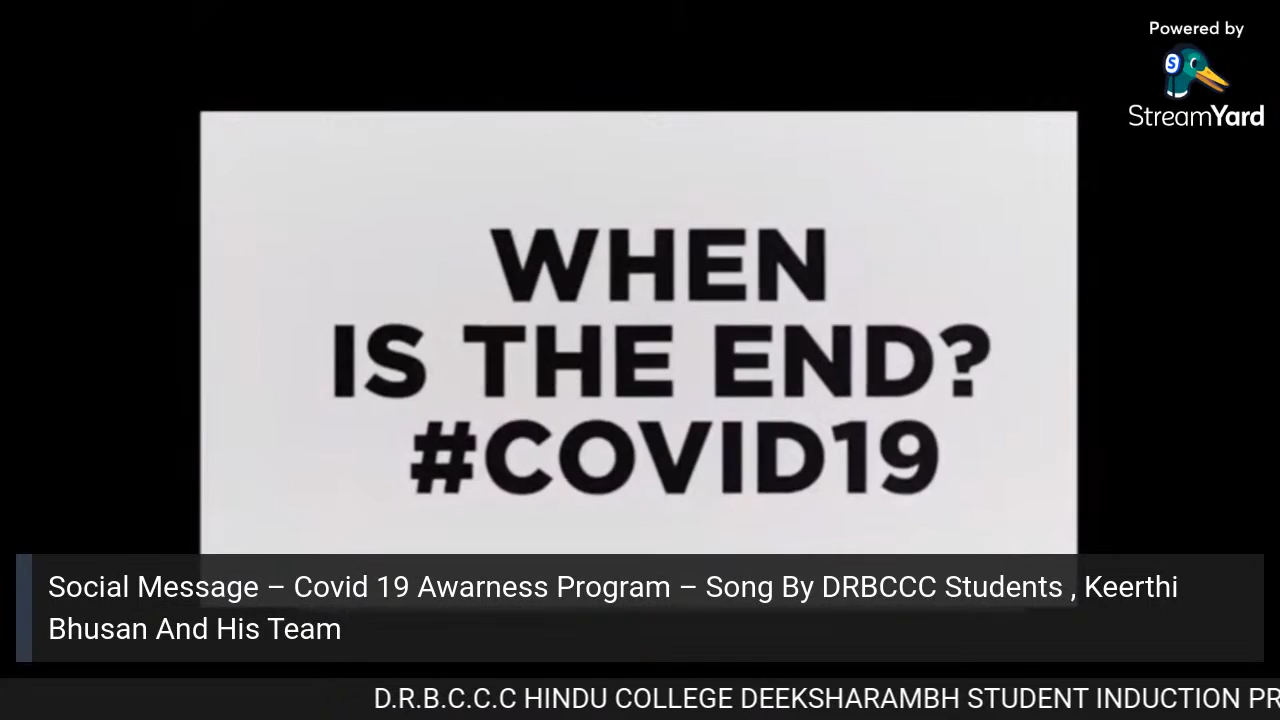 Powered by
S
StreamYard
WHEN
IS THE END?
#COVID19
Social Message – Covid 19 Awarness Program – Song By DRBCCC Students , Keerthi
Bhusan And His Team
D.R.B.C.C.C HINDU COLLEGE DEEKSHARAMBH STUDENT INDUCTION PR